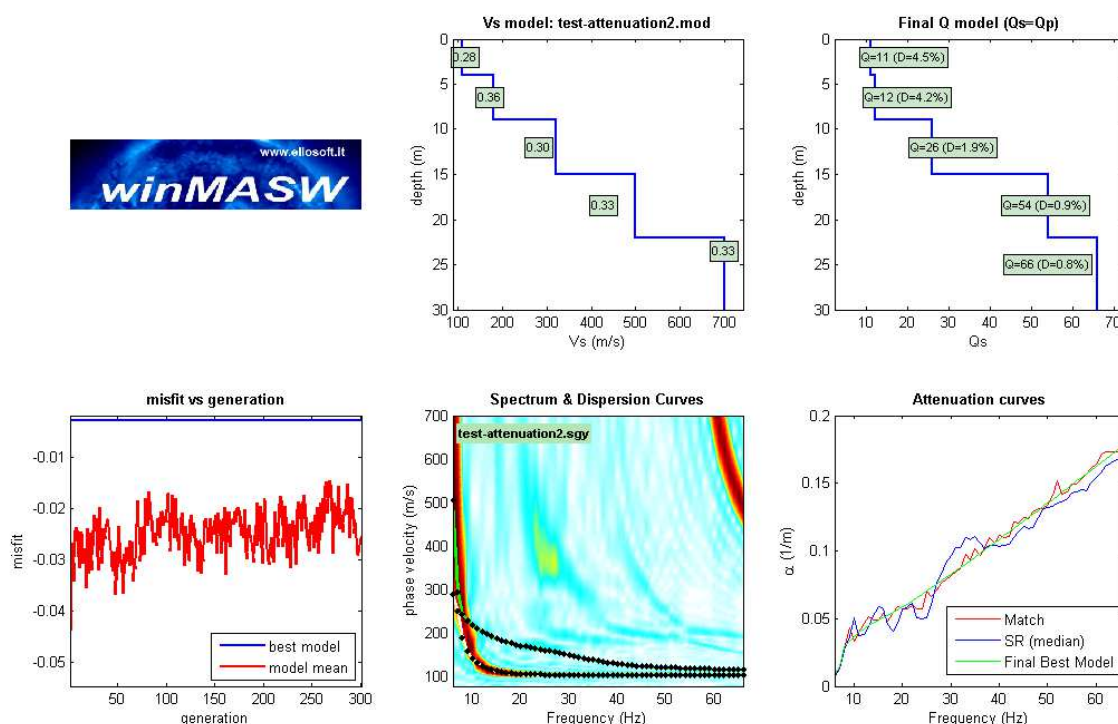 www.eliosoft.it
winMASW
Vs model: test-attenuation2.mod
0
5
10
15
20
25
30
depth (m)
0.28
0.36
0.30
0.33
0.33
100 200 300 400 500 600 700
Vs (m/s)
Final Q model (Qs=Qp)
0
5
10
15
20
25
30
depth (m)
Q=11 (D=4.5%)
Q=12 (D=4.2%)
Q=26 (D=1.9%)
Q=54 (D=0.9%)
Q=66 (D=0.8%)
10 20 30 40 50 60 70
Qs
misfit vs generation
-0.01
-0.02
-0.03
-0.04
-0.05
misfit
best model
model mean
50 100 150 200 250 300
generation
Spectrum & Dispersion Curves
700
600
500
400
300
200
100
phase velocity (m/s)
test-attenuation2.sgy
10 20 30 40 50 60
Frequency (Hz)
Attenuation curves
0.2
0.15
0.1
0.05
0
α (1/m)
Match
SR (median)
Final Best Model
10 20 30 40 50 60
Frequency (Hz)